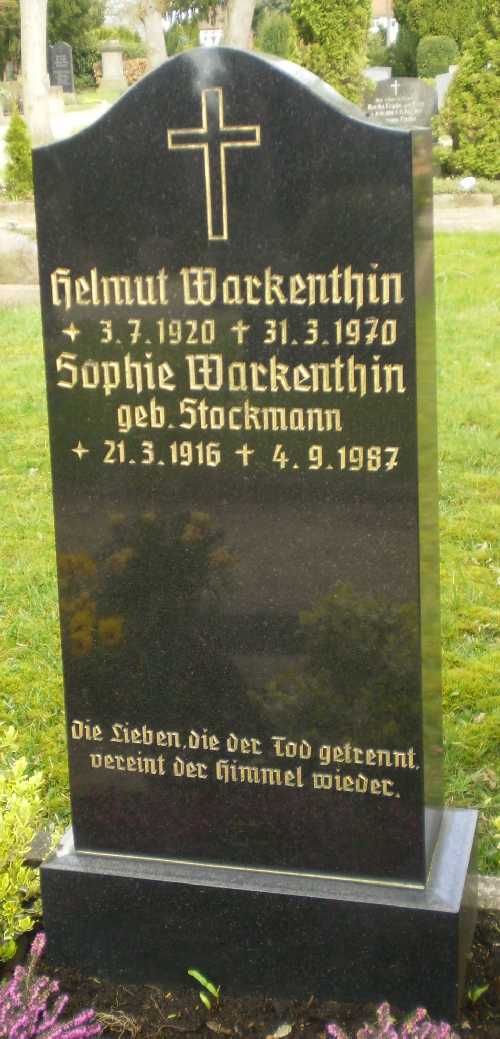 Helmut Warkenthin
✦ 3.7.1920 ✝ 31.3.1970
Sophie Warkenthin
geb. Stockmann
✦ 21.3.1916 ✝ 4.9.1987
Die Lieben, die der Tod getrennt,
vereint der Himmel wieder.